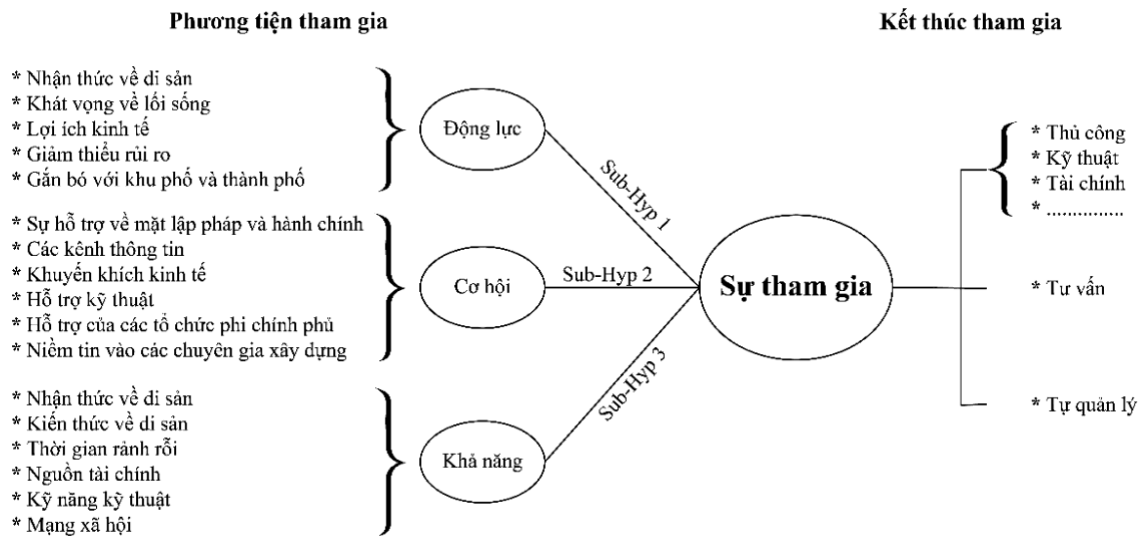 Phương tiện tham gia
Kết thúc tham gia
* Nhận thức về di sản
* Khát vọng về lối sống
* Lợi ích kinh tế
* Giảm thiểu rủi ro
* Gắn bó với khu phố và thành phố
Động lực
Sub-Hyp 1
* Sự hỗ trợ về mặt lập pháp và hành chính
* Các kênh thông tin
* Khuyến khích kinh tế
* Hỗ trợ kỹ thuật
* Hỗ trợ của các tổ chức phi chính phủ
* Niềm tin vào các chuyên gia xây dựng
Cơ hội
Sub-Hyp 2
* Nhận thức về di sản
* Kiến thức về di sản
* Thời gian rảnh rỗi
* Nguồn tài chính
* Kỹ năng kỹ thuật
* Mạng xã hội
Khả năng
Sub-Hyp 3
Sự tham gia
* Thủ công
* Kỹ thuật
* Tài chính
* ...............
* Tư vấn
* Tự quản lý